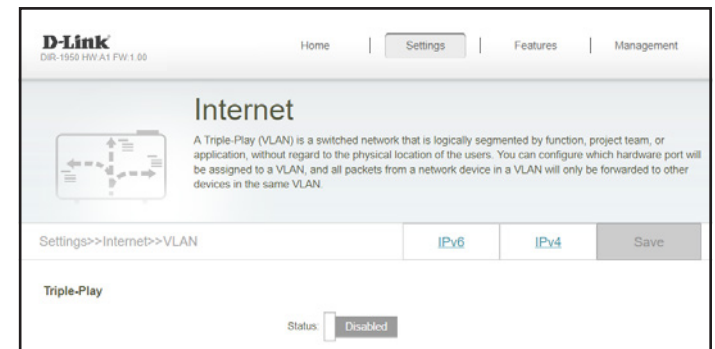 D-Link
DIR-1950 HW:A1 FW:1.00
Home | Settings | Features | Management
Internet
A Triple-Play (VLAN) is a switched network that is logically segmented by function, project team, or
application, without regard to the physical location of the users. You can configure which hardware port will
be assigned to a VLAN, and all packets from a network device in a VLAN will only be forwarded to other
devices in the same VLAN.
Settings>>Internet>>VLAN
IPv6
IPv4
Save
Triple-Play
Status: Disabled